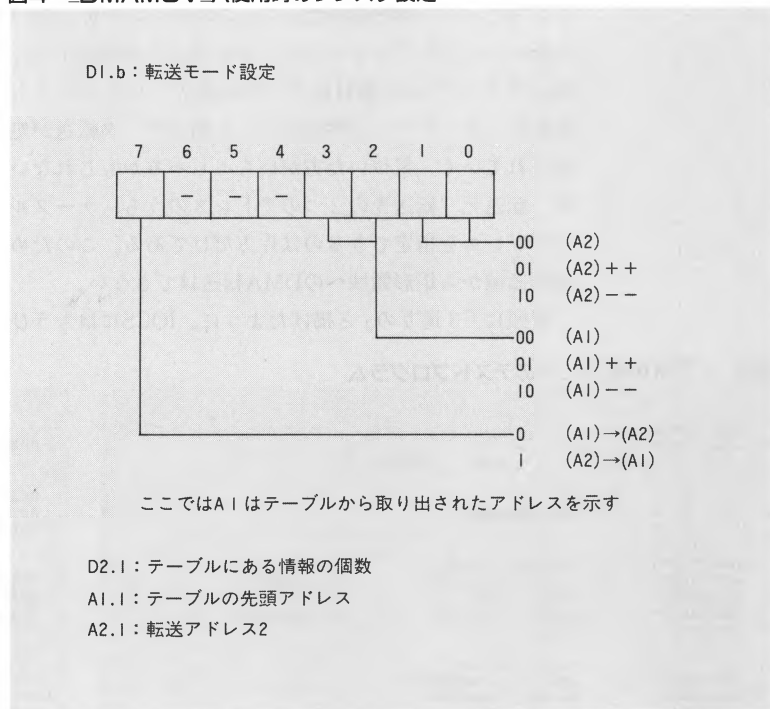 D1.b：転送モード設定
7 6 5 4 3 2 1 0
－ － －
00 (A2)
01 (A2)++
10 (A2)－－
00 (A1)
01 (A1)++
10 (A1)－－
0 (A1)→(A2)
1 (A2)→(A1)
ここではA1はテーブルから取り出されたアドレスを示す
D2.l：テーブルにある情報の個数
A1.l：テーブルの先頭アドレス
A2.l：転送アドレス2